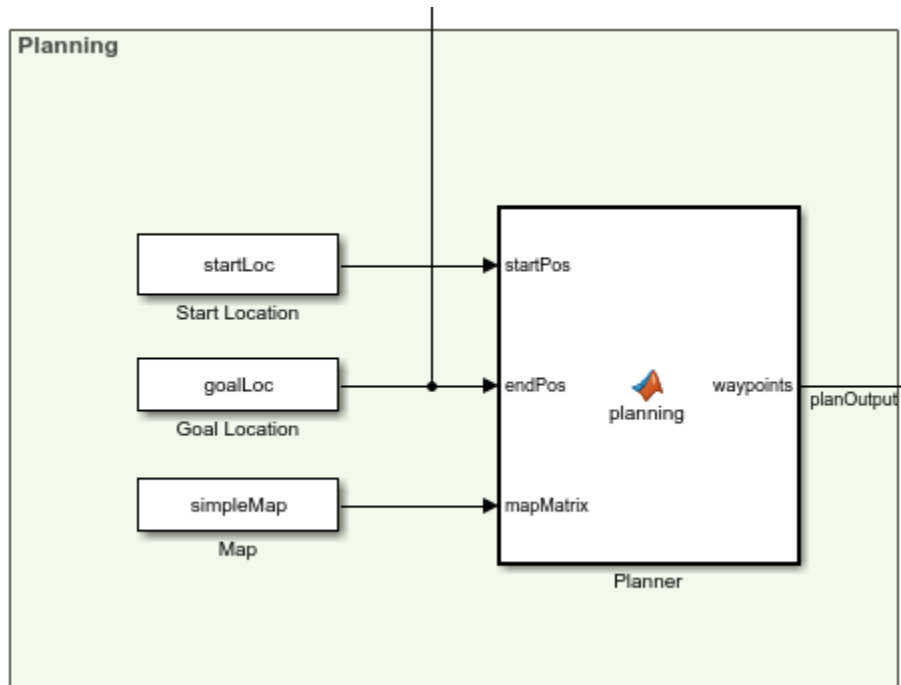 Planning
startLoc
Start Location
goalLoc
Goal Location
simpleMap
Map
startPos
endPos
mapMatrix
planning
waypoints
Planner
planOutput